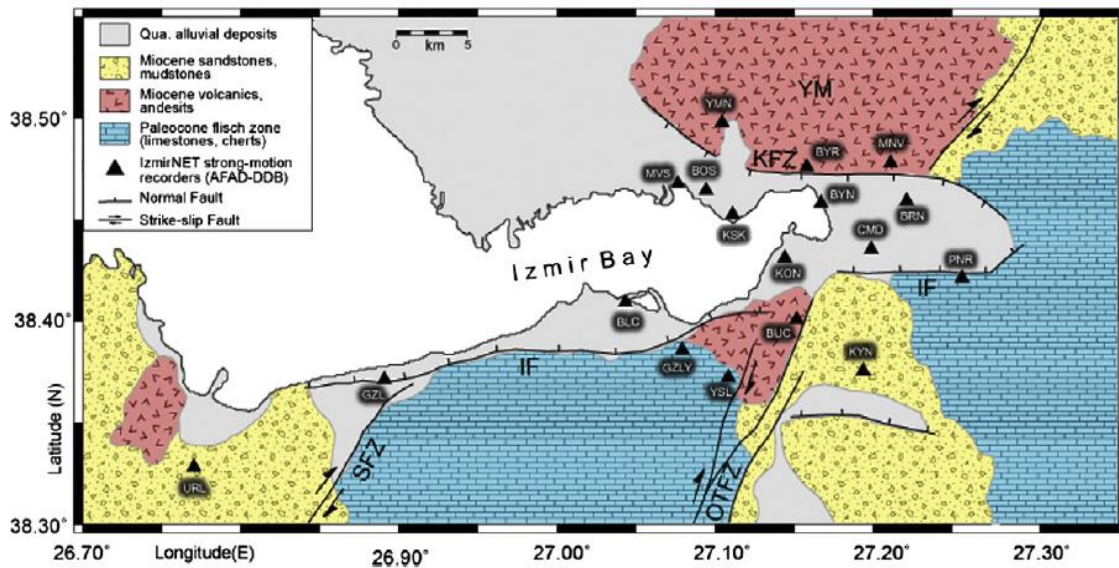 Qua. alluvial deposits
Miocene sandstones,
mudstones
Miocene volcanics,
andesits
Paleocone flisch zone
(limestones, cherts)
IzmirNET strong-motion
recorders (AFAD-DDB)
Normal Fault
Strike-slip Fault
0 5
km
YM
YMN
KFZ
BYR
MNV
MVS
BOS
BYN
BRN
KSK
CMD
KON
PNR
Izmir Bay
IF
BLC
BUC
KYN
GZLY
YSL
IF
GZL
SFZ
OTFZ
URL
38.50°
38.40°
38.30°
Latitude (N)
26.70° Longitude(E) 26.90° 27.00° 27.10° 27.20° 27.30°